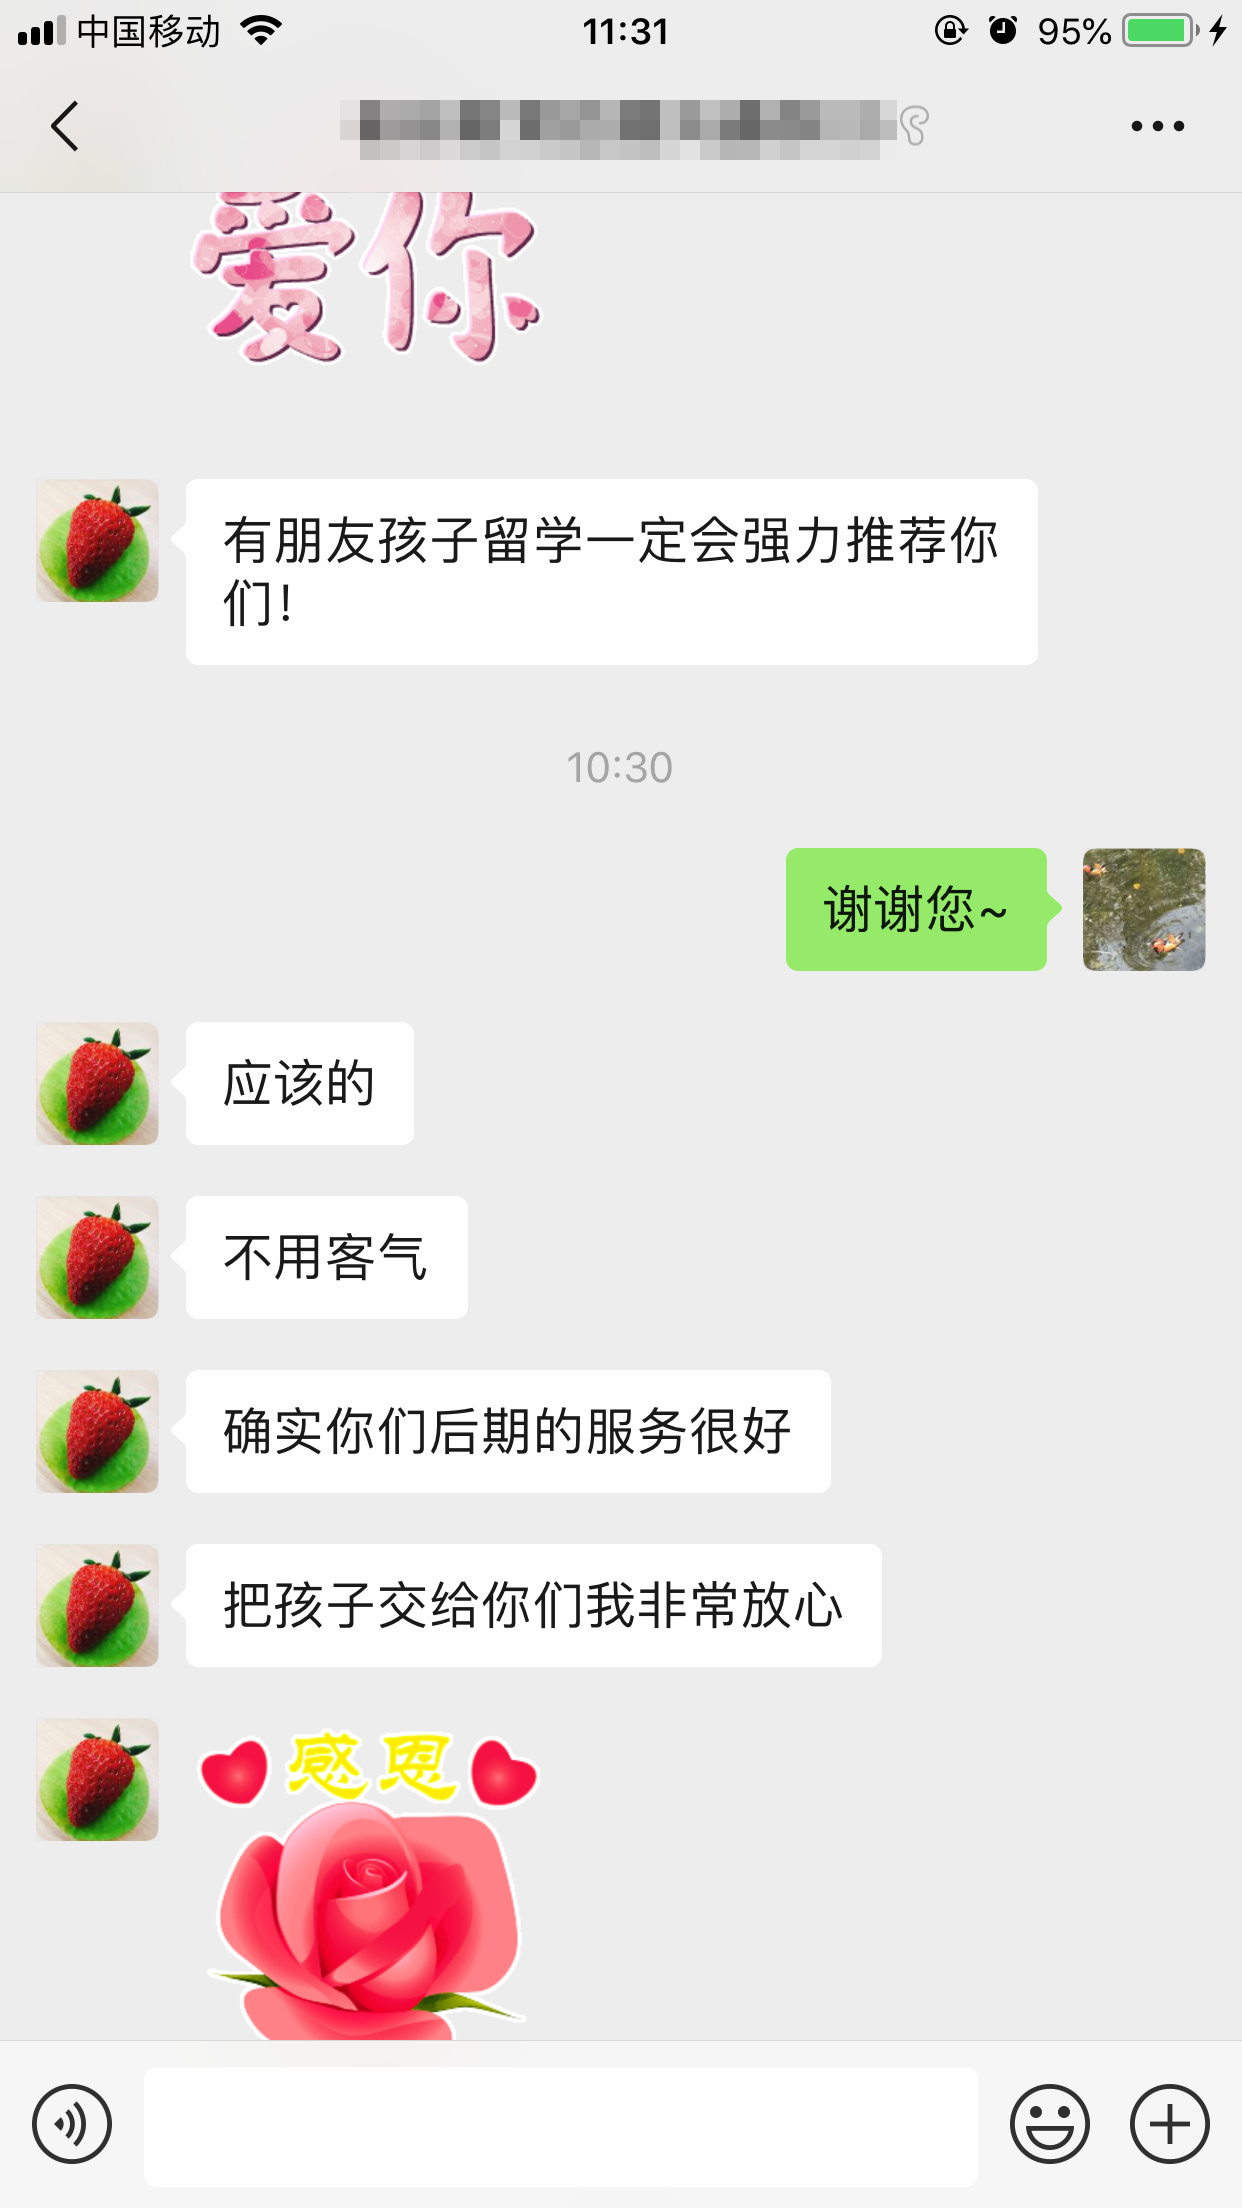 中国移动
11:31
95%
爱你
有朋友孩子留学一定会强力推荐你
们！
10:30
谢谢您~
应该的
不用客气
确实你们后期的服务很好
把孩子交给你们我非常放心
感恩